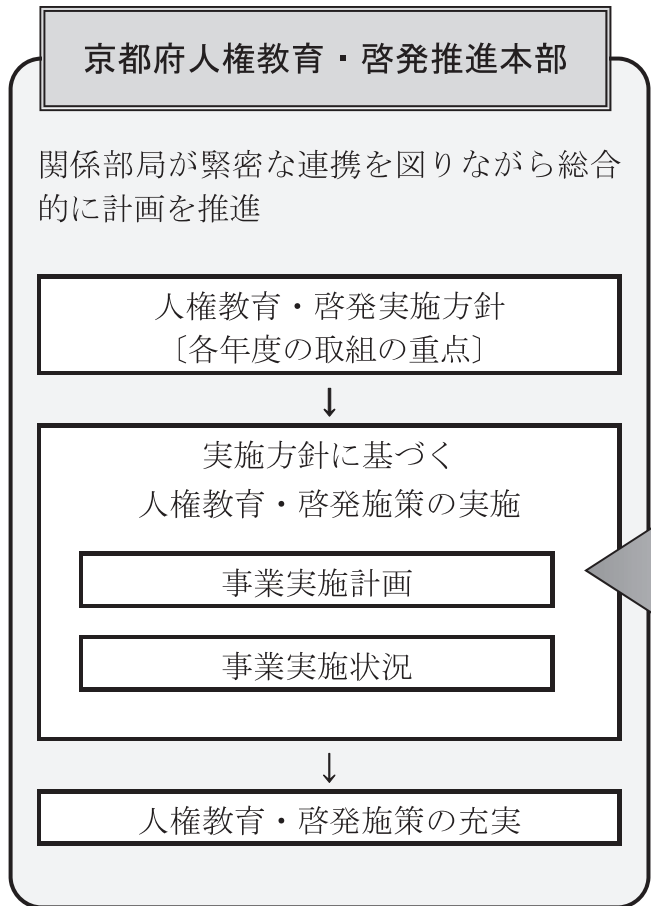 京都府人権教育・啓発推進本部
関係部局が緊密な連携を図りながら総合
的に計画を推進
人権教育・啓発実施方針
〔各年度の取組の重点〕
↓
実施方針に基づく
人権教育・啓発施策の実施
事業実施計画
事業実施状況
↓
人権教育・啓発施策の充実